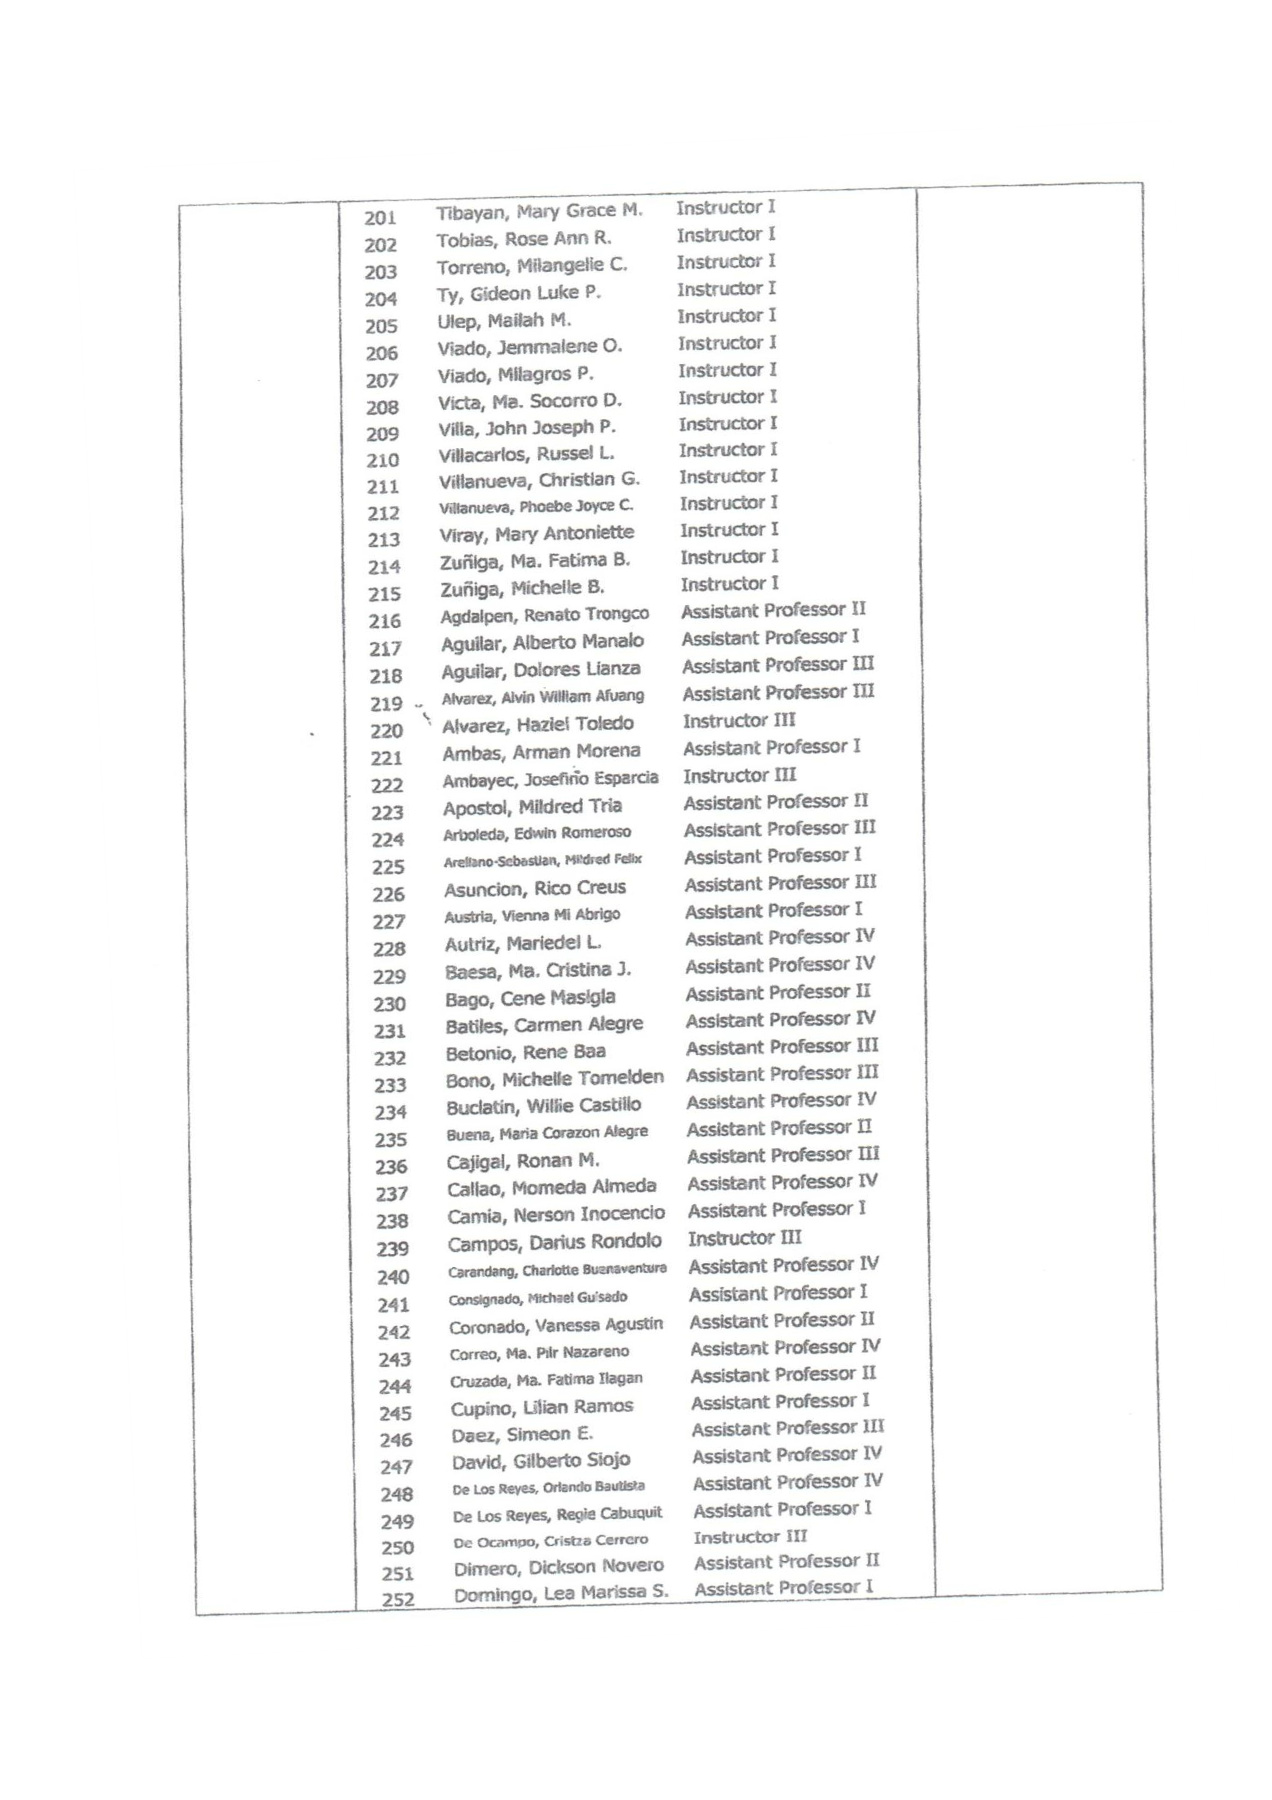 201 Tibayan, Mary Grace M. Instructor I
202 Tobias, Rose Ann R. Instructor I
203 Torreno, Milangelie C. Instructor I
204 Ty, Gideon Luke P. Instructor I
205 Ulep, Mailah M. Instructor I
206 Viado, Jemmalene O. Instructor I
207 Viado, Milagros P. Instructor I
208 Victa, Ma. Socorro D. Instructor I
209 Villa, John Joseph P. Instructor I
210 Villacarlos, Russel L. Instructor I
211 Villanueva, Christian G. Instructor I
212 Villanueva, Phoebe Joyce C. Instructor I
213 Viray, Mary Antoniette Instructor I
214 Zuñiga, Ma. Fatima B. Instructor I
215 Zuñiga, Michelle B. Instructor I
216 Agdalpen, Renato Trongco Assistant Professor II
217 Aguilar, Alberto Manalo Assistant Professor I
218 Aguilar, Dolores Lianza Assistant Professor III
219 Alvarez, Alvin William Afuang Assistant Professor III
220 Alvarez, Haziel Toledo Instructor III
221 Ambas, Arman Morena Assistant Professor I
222 Ambayec, Josefino Esparcia Instructor III
223 Apostol, Mildred Tria Assistant Professor II
224 Arboleda, Edwin Romeroso Assistant Professor III
225 Arellano-Sebastian, Mildred Felix Assistant Professor I
226 Asuncion, Rico Creus Assistant Professor III
227 Austria, Vienna Mi Abrigo Assistant Professor I
228 Autriz, Mariedel L. Assistant Professor IV
229 Baesa, Ma. Cristina J. Assistant Professor IV
230 Bago, Cene Masigla Assistant Professor II
231 Batiles, Carmen Alegre Assistant Professor IV
232 Betonio, Rene Baa Assistant Professor III
233 Bono, Michelle Tomelden Assistant Professor III
234 Buclatin, Willie Castillo Assistant Professor IV
235 Buena, Maria Corazon Alegre Assistant Professor II
236 Cajigal, Ronan M. Assistant Professor III
237 Callao, Momeda Almeda Assistant Professor IV
238 Camia, Nerson Inocencio Assistant Professor I
239 Campos, Darius Rondolo Instructor III
240 Carandang, Charlotte Buenaventura Assistant Professor IV
241 Consignado, Michael Guisado Assistant Professor I
242 Coronado, Vanessa Agustin Assistant Professor II
243 Correo, Ma. Pilr Nazareno Assistant Professor IV
244 Cruzada, Ma. Fatima Ilagan Assistant Professor II
245 Cupino, Lilian Ramos Assistant Professor I
246 Daez, Simeon E. Assistant Professor III
247 David, Gilberto Siojo Assistant Professor IV
248 De Los Reyes, Orlando Bautista Assistant Professor IV
249 De Los Reyes, Regie Cabuquit Assistant Professor I
250 De Ocampo, Cristza Cerrero Instructor III
251 Dimero, Dickson Novero Assistant Professor II
252 Domingo, Lea Marissa S. Assistant Professor I